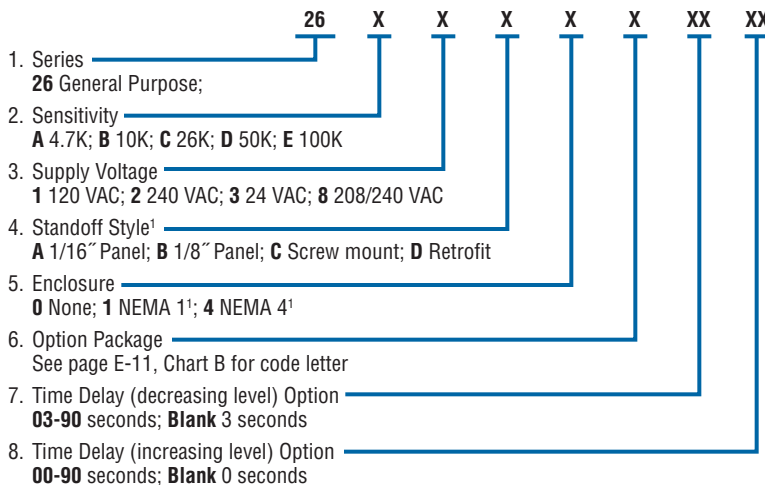 26 X X X X X XX XX
1. Series
26 General Purpose;
2. Sensitivity
A 4.7K; B 10K; C 26K; D 50K; E 100K
3. Supply Voltage
1 120 VAC; 2 240 VAC; 3 24 VAC; 8 208/240 VAC
4. Standoff Style¹
A 1/16˝ Panel; B 1/8˝ Panel; C Screw mount; D Retrofit
5. Enclosure
0 None; 1 NEMA 1¹; 4 NEMA 4¹
6. Option Package
See page E-11, Chart B for code letter
7. Time Delay (decreasing level) Option
03-90 seconds; Blank 3 seconds
8. Time Delay (increasing level) Option
00-90 seconds; Blank 0 seconds